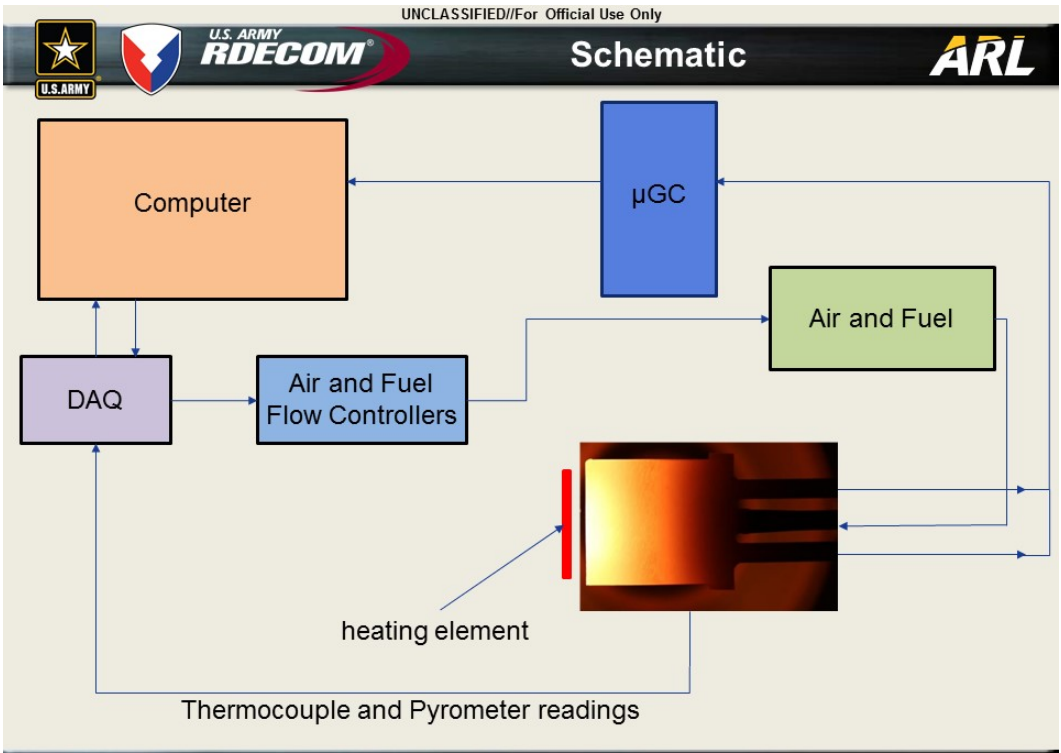 UNCLASSIFIED//For Official Use Only
U.S. ARMY
RDECOM®
Schematic
ARL
U.S.ARMY
Computer
µGC
Air and Fuel
DAQ
Air and Fuel
Flow Controllers
heating element
Thermocouple and Pyrometer readings